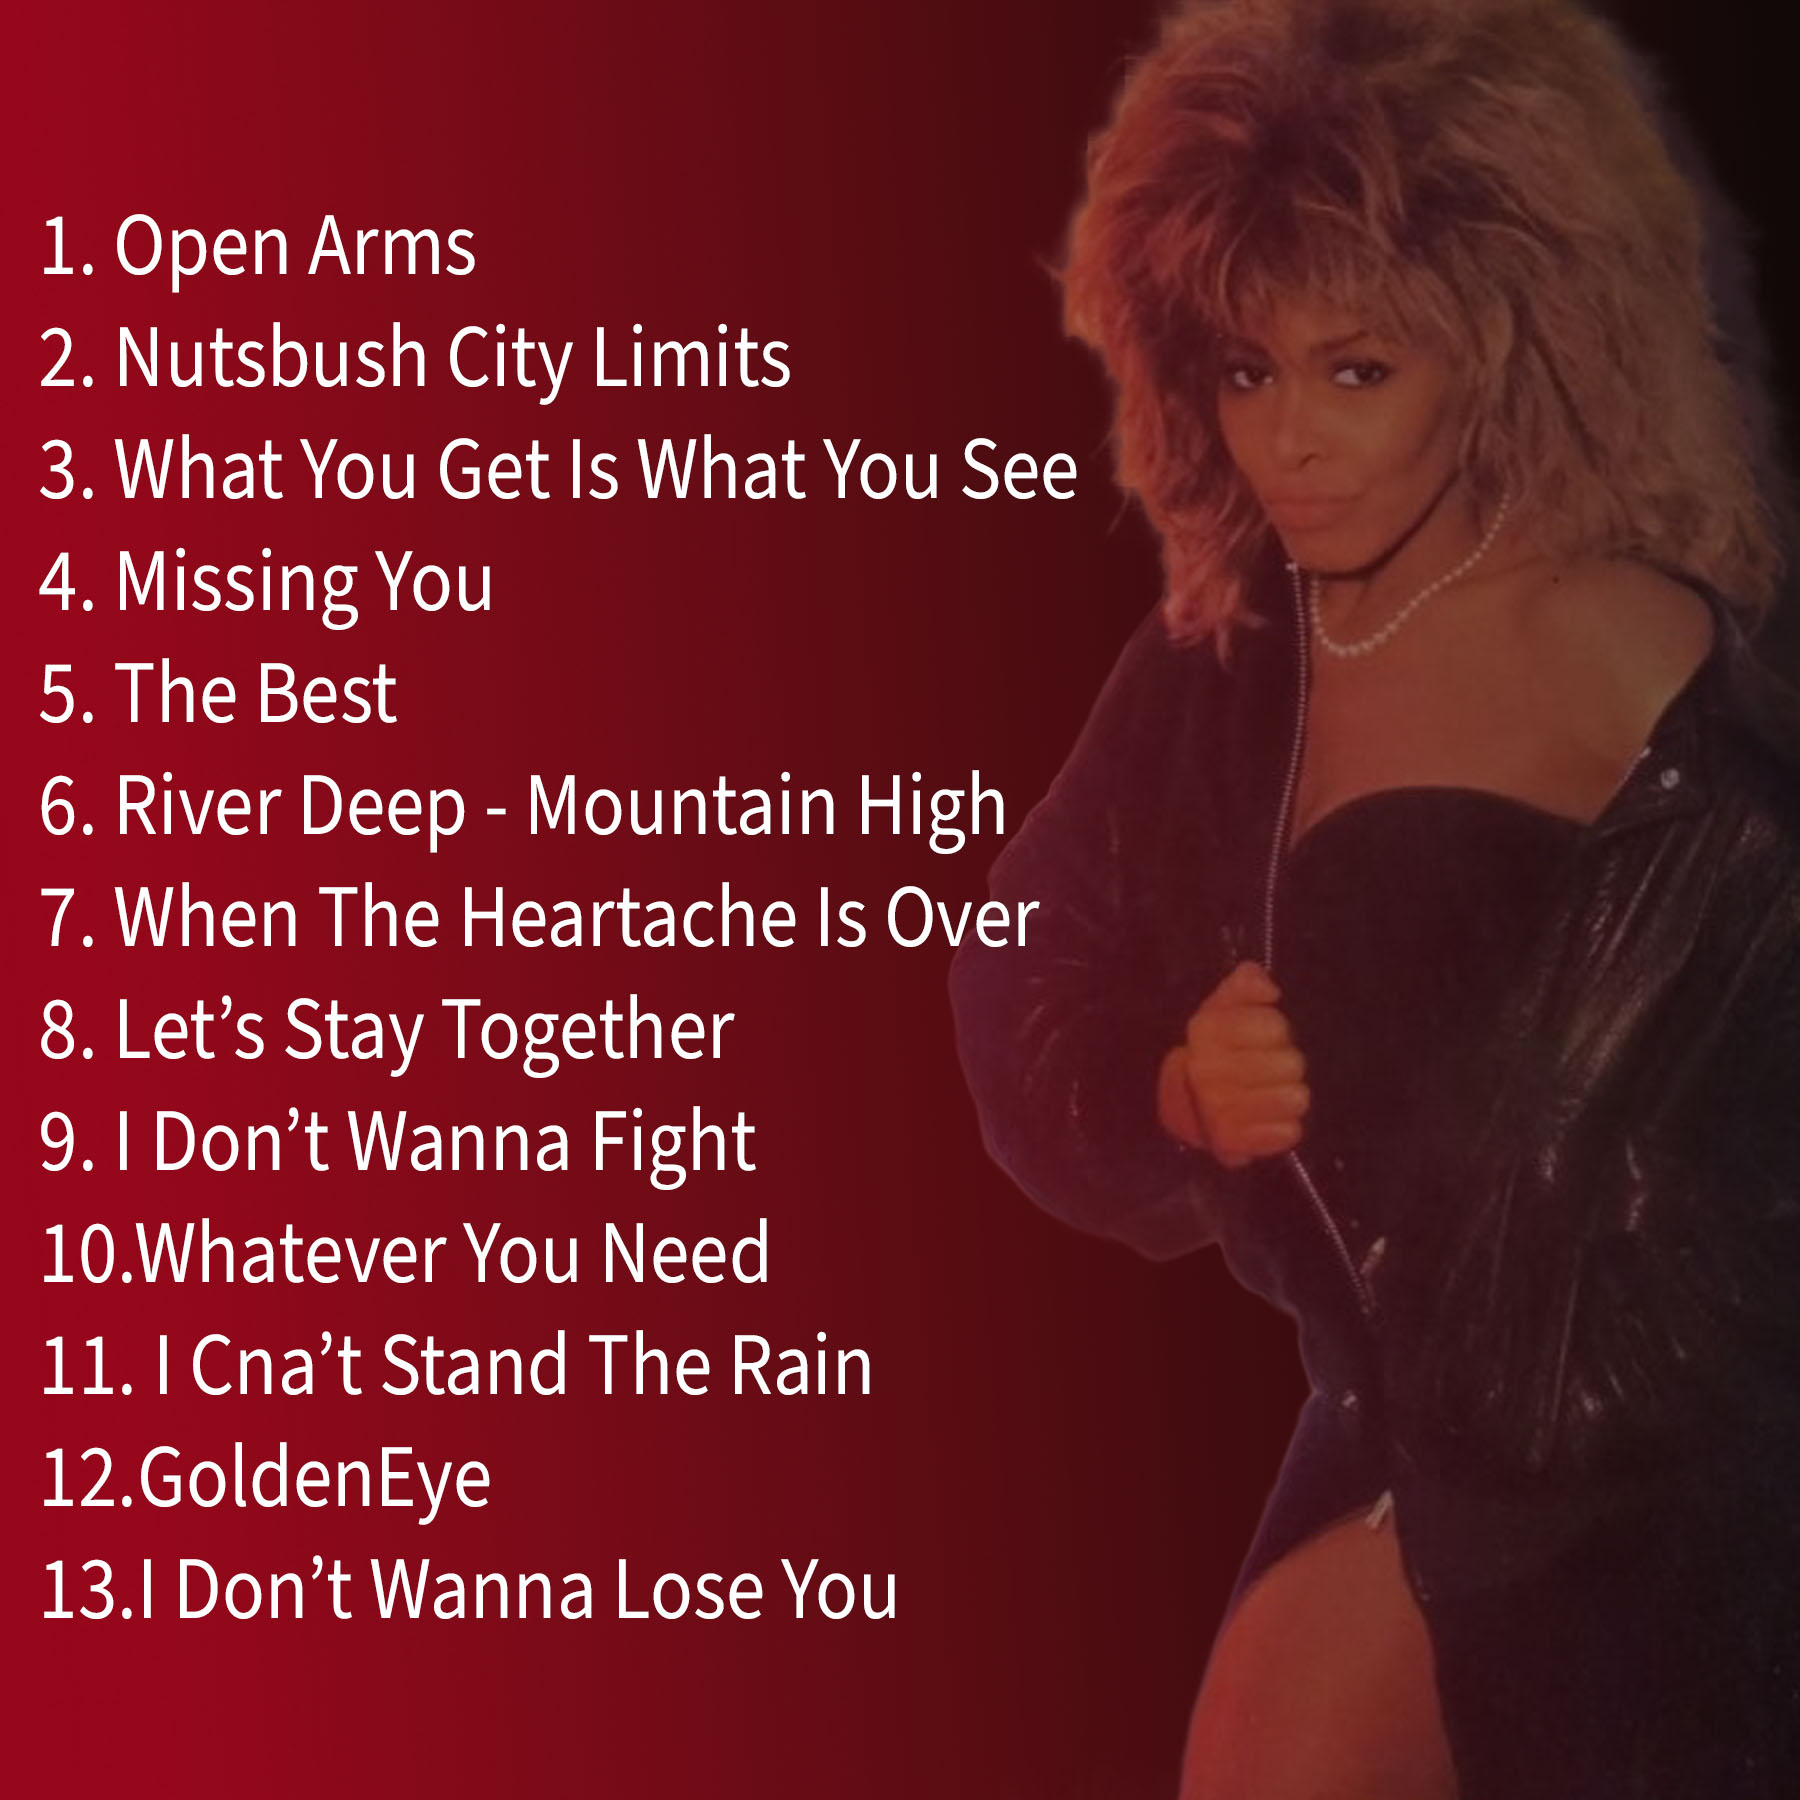 1. Open Arms
2. Nutsbush City Limits
3. What You Get Is What You See
4. Missing You
5. The Best
6. River Deep - Mountain High
7. When The Heartache Is Over
8. Let’s Stay Together
9. I Don’t Wanna Fight
10.Whatever You Need
11. I Cna’t Stand The Rain
12.GoldenEye
13.I Don’t Wanna Lose You